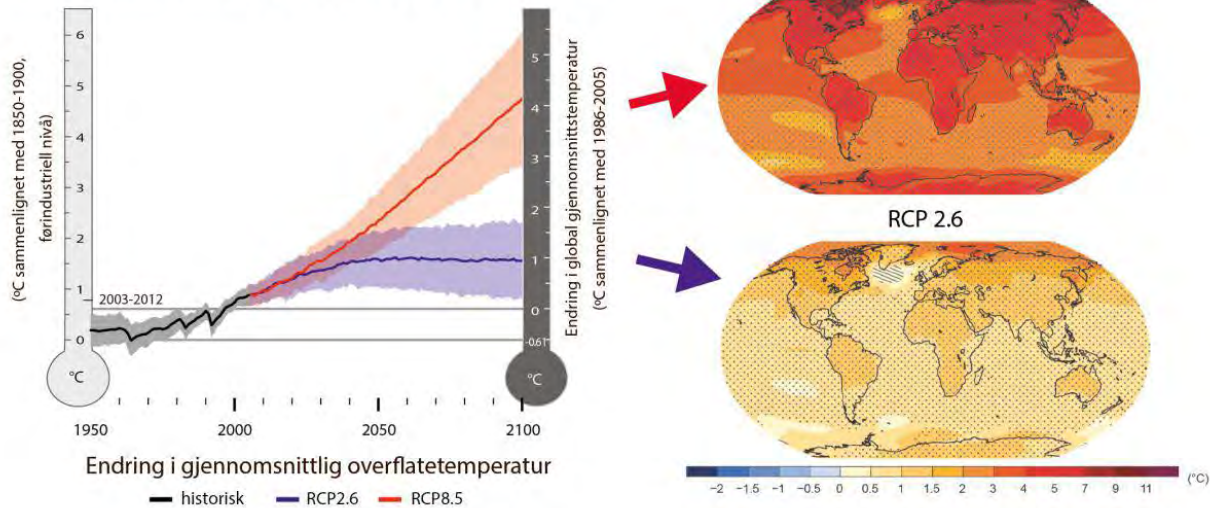 (°C sammenlignet med 1850-1900,
førindustriell nivå)
6
5
4
3
2
1
0
2003-2012
°C
5
4
3
2
1
0
-0.61
°C
Endring i global gjennomsnittstemperatur
(°C sammenlignet med 1986-2005)
1950
2000
2050
2100
Endring i gjennomsnittlig overflatetemperatur
historisk RCP2.6 RCP8.5
RCP 2.6
-2 -1.5 -1 -0.5 0 0.5 1 1.5 2 3 4 5 7 9 11
(°C)